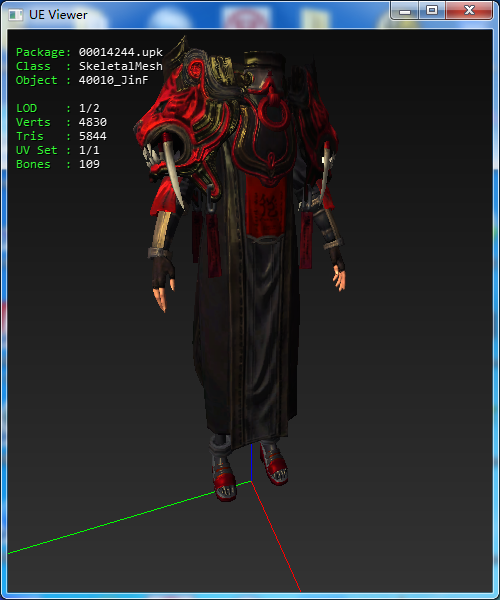 UE Viewer
Package: 00014244.upk
Class : SkeletalMesh
Object : 40010_JinF
LOD : 1/2
Verts : 4830
Tris : 5844
UV Set : 1/1
Bones : 109